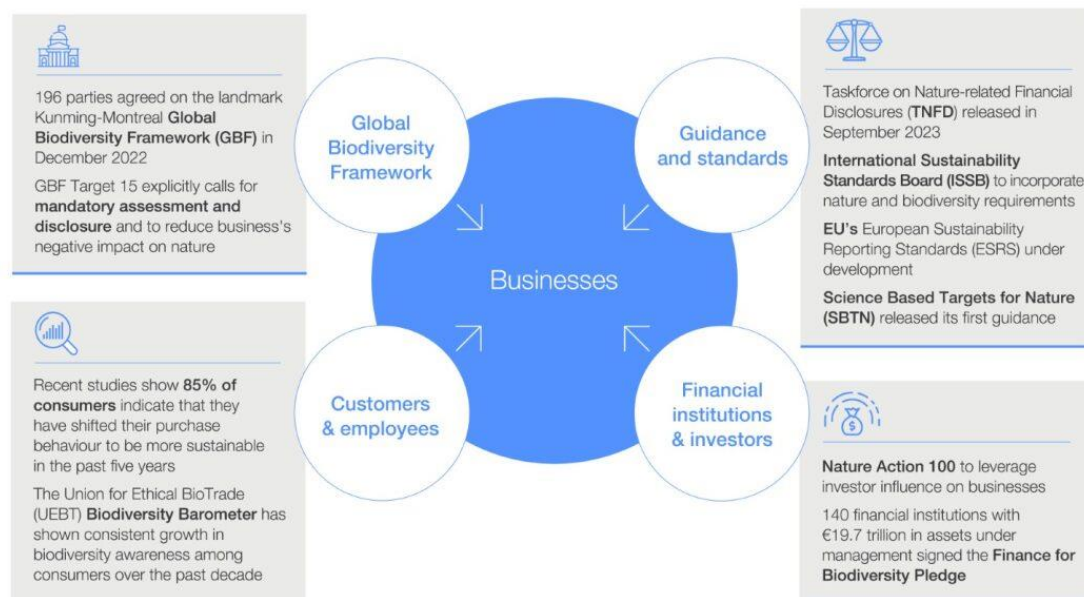 196 parties agreed on the landmark
Kunming-Montreal Global
Biodiversity Framework (GBF) in
December 2022
GBF Target 15 explicitly calls for
mandatory assessment and
disclosure and to reduce business's
negative impact on nature
Global
Biodiversity
Framework
Guidance
and standards
Taskforce on Nature-related Financial
Disclosures (TNFD) released in
September 2023
International Sustainability
Standards Board (ISSB) to incorporate
nature and biodiversity requirements
EU's European Sustainability
Reporting Standards (ESRS) under
development
Science Based Targets for Nature
(SBTN) released its first guidance
Businesses
Recent studies show 85% of
consumers indicate that they
have shifted their purchase
behaviour to be more sustainable
in the past five years
The Union for Ethical BioTrade
(UEBT) Biodiversity Barometer has
shown consistent growth in
biodiversity awareness among
consumers over the past decade
Customers
& employees
Financial
institutions
& investors
$
Nature Action 100 to leverage
investor influence on businesses
140 financial institutions with
€19.7 trillion in assets under
management signed the Finance for
Biodiversity Pledge